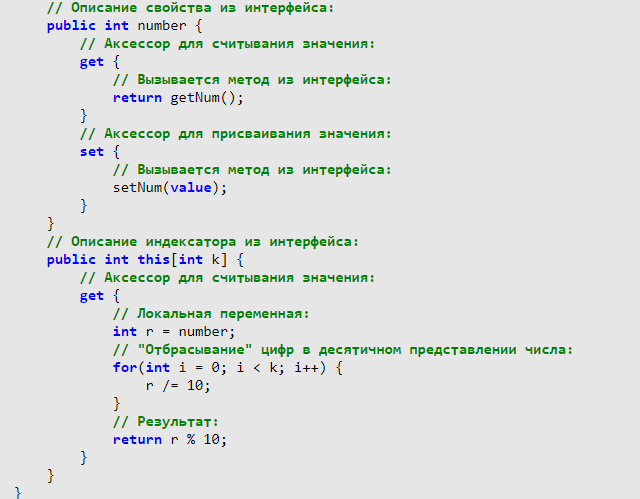 // Описание свойства из интерфейса:
public int number {
// Аксессор для считывания значения:
get {
// Вызывается метод из интерфейса:
return getNum();
}
// Аксессор для присваивания значения:
set {
// Вызывается метод из интерфейса:
setNum(value);
}
}
// Описание индексатора из интерфейса:
public int this[int k] {
// Аксессор для считывания значения:
get {
// Локальная переменная:
int r = number;
// "Отбрасывание" цифр в десятичном представлении числа:
for(int i = 0; i < k; i++) {
r /= 10;
}
// Результат:
return r % 10;
}
}
}